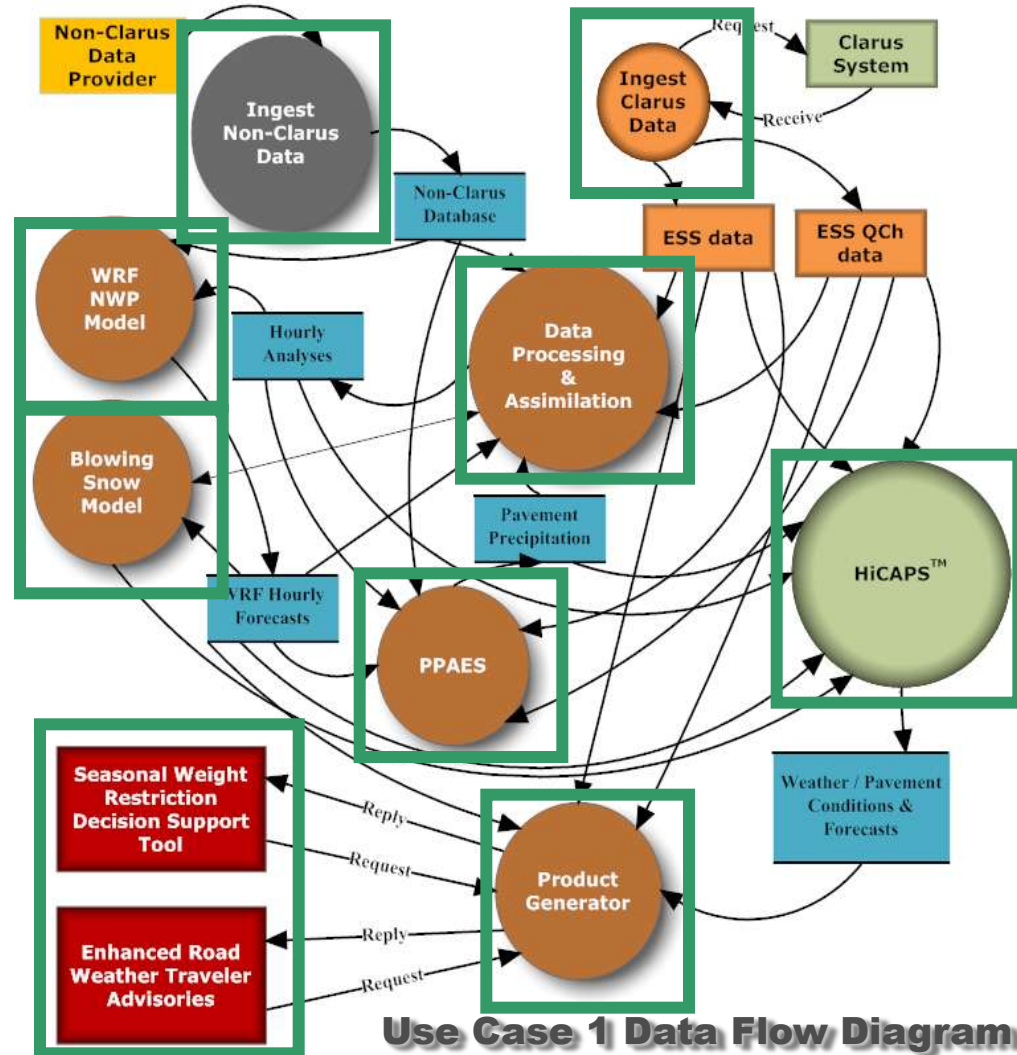 Non-Clarus
Data
Provider
Ingest
Non-Clarus
Data
Request
Ingest
Clarus
Data
Clarus
System
Receive
Non-Clarus
Database
ESS data
ESS QCh
data
WRF
NWP
Model
Hourly
Analyses
Data
Processing
&
Assimilation
Blowing
Snow
Model
Pavement
Precipitation
HiCAPS™
WRF Hourly
Forecasts
PPAES
Seasonal Weight
Restriction
Decision Support
Tool
Reply
Request
Weather / Pavement
Conditions &
Forecasts
Product
Generator
Enhanced Road
Weather Traveler
Advisories
Reply
Request
Use Case 1 Data Flow Diagram